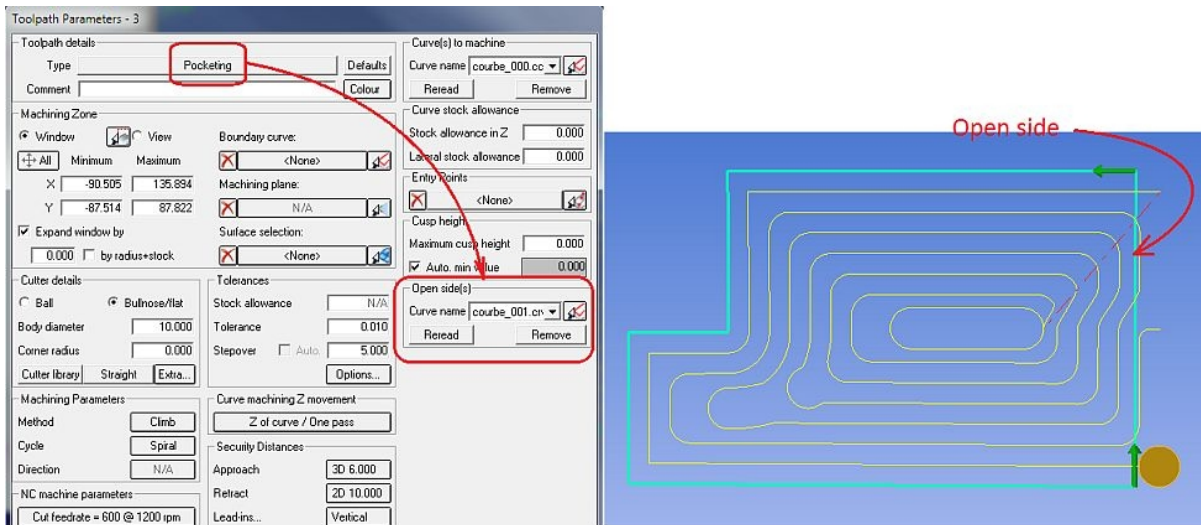 Toolpath Parameters - 3
Toolpath details
Type Pocketing Defaults
Comment Colour
Machining Zone
Window View Boundary curve:
All Minimum Maximum <None>
X -90.505 135.894 Machining plane:
Y -87.514 87.822 N/A
Expand window by Surface selection:
0.000 by radius+stock <None>
Cutter details
Ball Bullnose/flat
Body diameter 10.000
Corner radius 0.000
Cutter library Straight Extra...
Tolerances
Stock allowance N/A
Tolerance 0.010
Stepover Auto. 5.000
Options...
Machining Parameters
Method Climb
Cycle Spiral
Direction N/A
NC machine parameters
Cut feedrate = 600 @ 1200 rpm
Curve machining Z movement
Z of curve / One pass
Security Distances
Approach 3D 6.000
Retract 2D 10.000
Lead-ins... Vertical
Curve(s) to machine
Curve name courbe_000.cc
Reread Remove
Curve stock allowance
Stock allowance in Z 0.000
Lateral stock allowance 0.000
Entry Points
<None>
Cusp height
Maximum cusp height 0.000
Auto. min value 0.000
Open side(s)
Curve name courbe_001.crv
Reread Remove
Open side